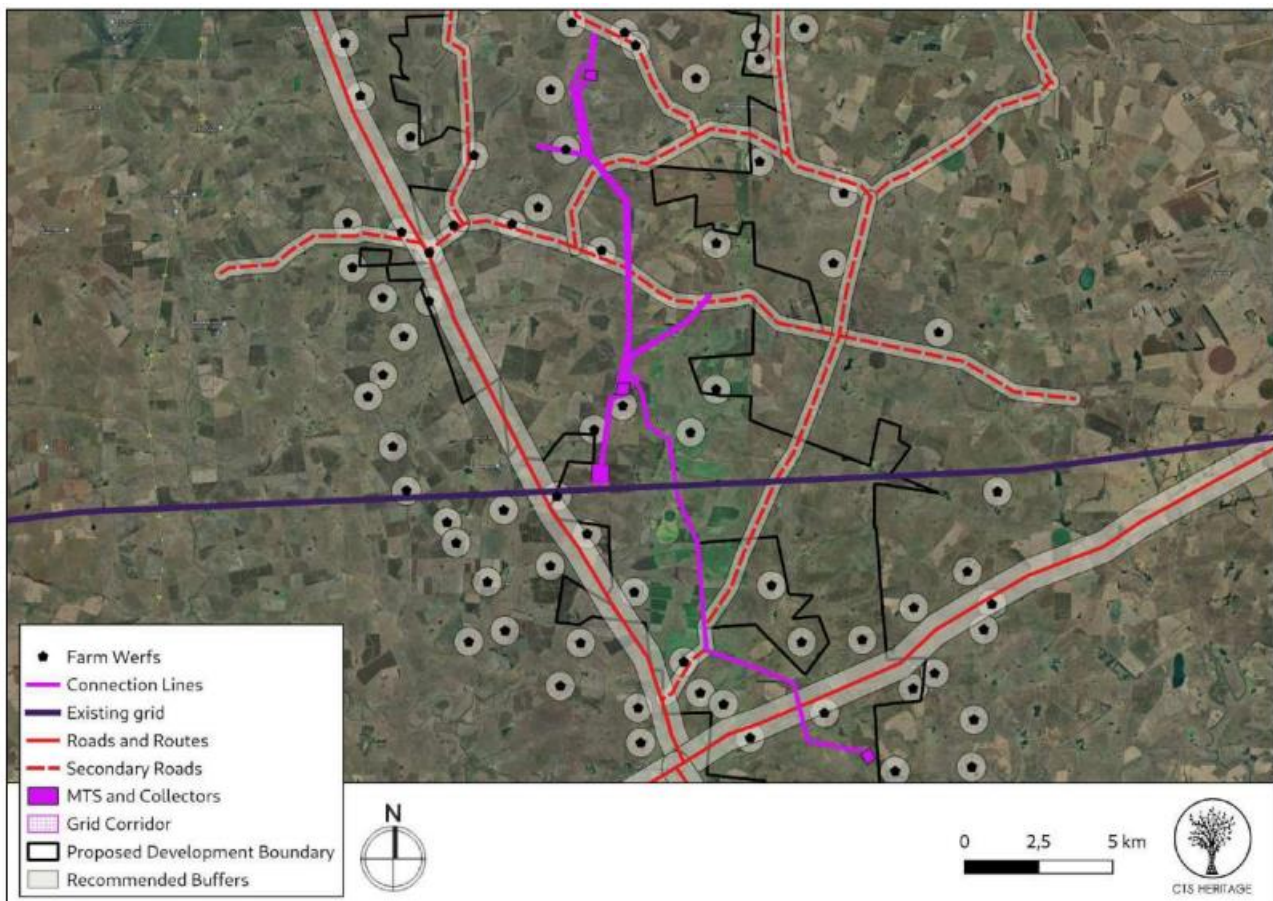 Farm Werfs
Connection Lines
Existing grid
Roads and Routes
Secondary Roads
MTS and Collectors
Grid Corridor
Proposed Development Boundary
Recommended Buffers
N
0 2,5 5 km
CTS HERITAGE